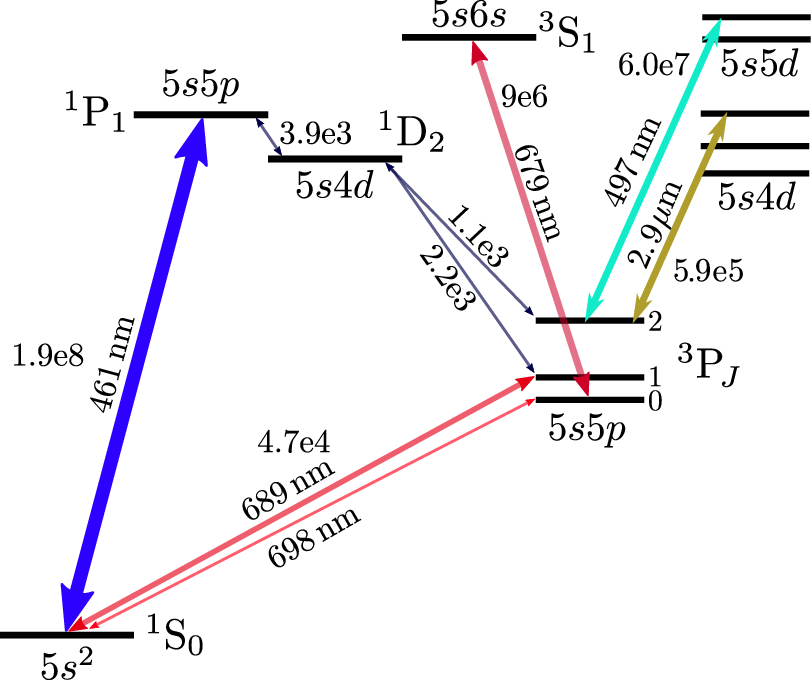 5s6s
³S₁
5s5d
6.0e7
9e6
5s5p
¹P₁
3.9e3
¹D₂
5s4d
679 nm
497 nm
2.9µm
5s4d
1.1e3
2.2e3
5.9e5
2
³P_J
1
0
5s5p
1.9e8
461 nm
4.7e4
689 nm
698 nm
¹S₀
5s²